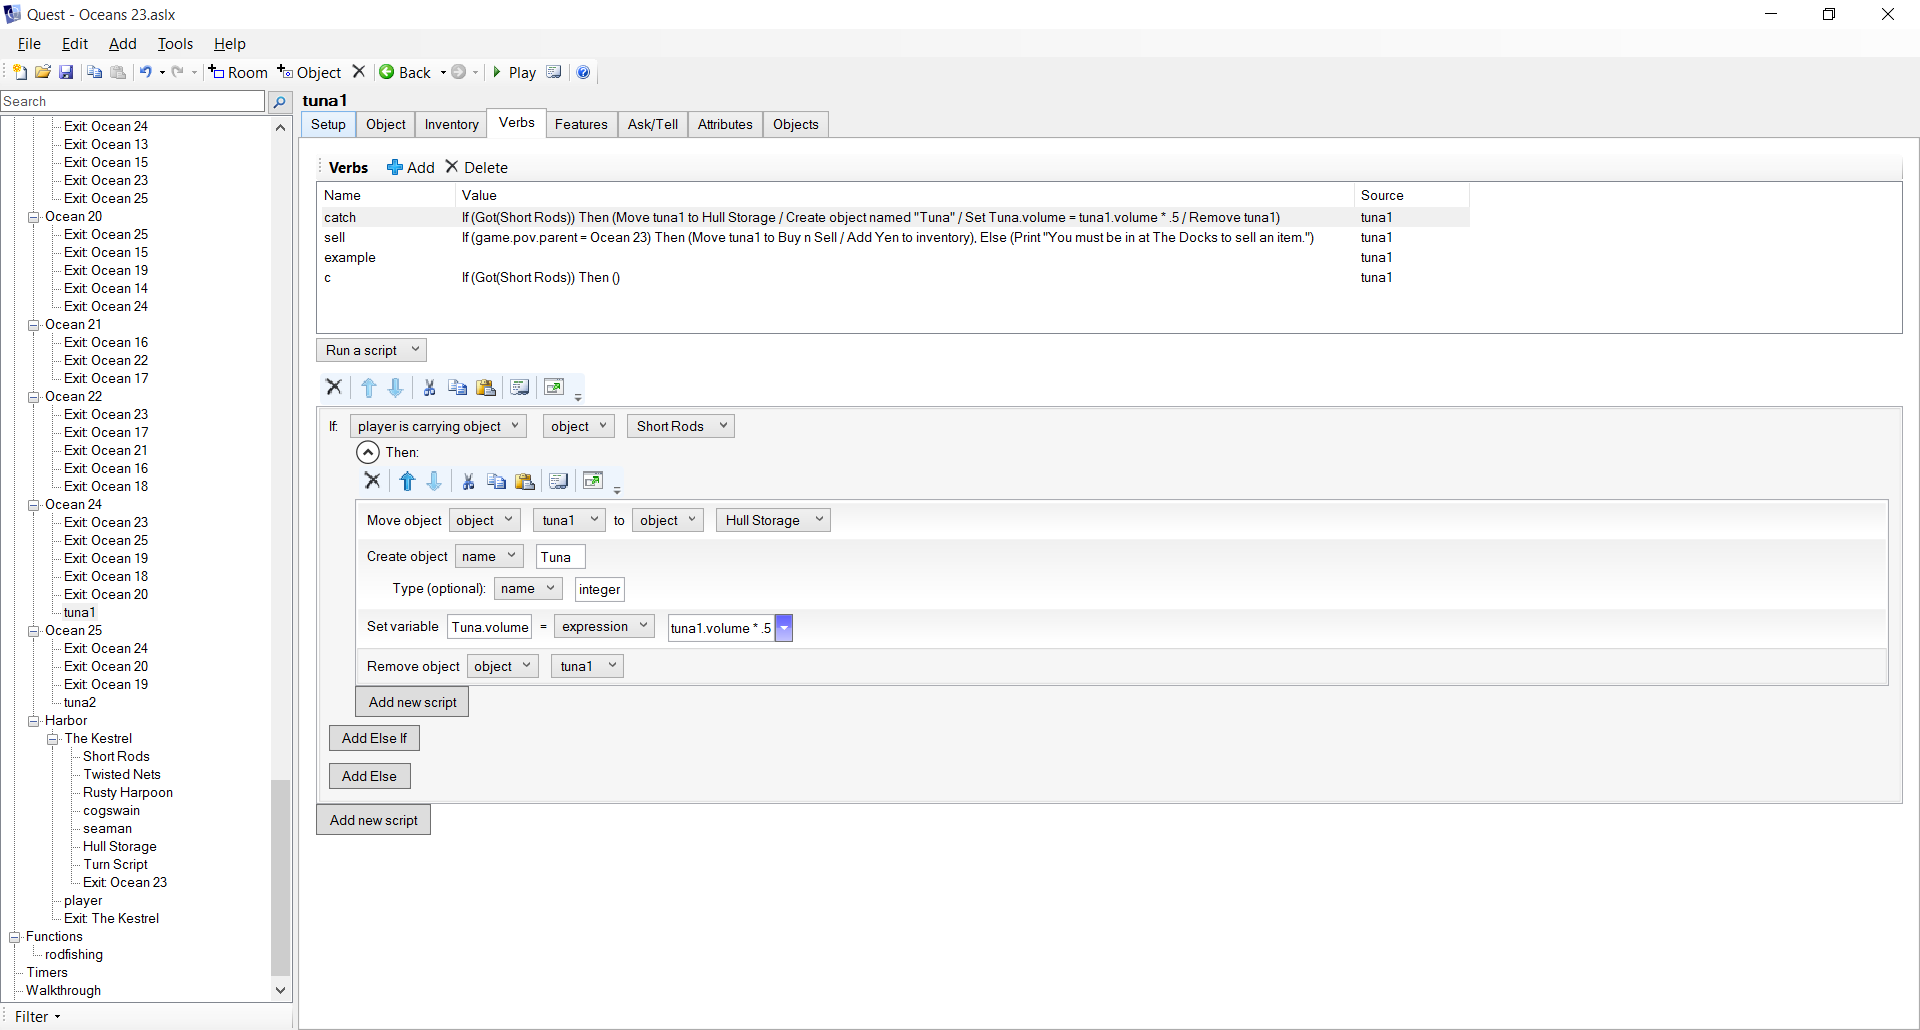 Quest - Oceans 23.aslx
File Edit Add Tools Help
Room Object Back Play
Search
Exit: Ocean 24
Exit: Ocean 13
Exit: Ocean 15
Exit: Ocean 23
Exit: Ocean 25
Ocean 20
Exit: Ocean 25
Exit: Ocean 15
Exit: Ocean 19
Exit: Ocean 14
Exit: Ocean 24
Ocean 21
Exit: Ocean 16
Exit: Ocean 22
Exit: Ocean 17
Ocean 22
Exit: Ocean 23
Exit: Ocean 17
Exit: Ocean 21
Exit: Ocean 16
Exit: Ocean 18
Ocean 24
Exit: Ocean 23
Exit: Ocean 25
Exit: Ocean 19
Exit: Ocean 18
Exit: Ocean 20
tuna1
Ocean 25
Exit: Ocean 24
Exit: Ocean 20
Exit: Ocean 19
tuna2
Harbor
The Kestrel
Short Rods
Twisted Nets
Rusty Harpoon
cogswain
seaman
Hull Storage
Turn Script
Exit: Ocean 23
player
Exit: The Kestrel
Functions
rodfishing
Timers
Walkthrough
Filter
tuna1
Setup Object Inventory Verbs Features Ask/Tell Attributes Objects
Verbs Add Delete
Name Value Source
catch If (Got(Short Rods)) Then (Move tuna1 to Hull Storage / Create object named "Tuna" / Set Tuna.volume = tuna1.volume * .5 / Remove tuna1) tuna1
sell If (game.pov.parent = Ocean 23) Then (Move tuna1 to Buy n Sell / Add Yen to inventory), Else (Print "You must be in at The Docks to sell an item.") tuna1
example tuna1
c If (Got(Short Rods)) Then () tuna1
Run a script
If: player is carrying object object Short Rods
Then:
Move object object tuna1 to object Hull Storage
Create object name Tuna
Type (optional): name integer
Set variable Tuna.volume = expression tuna1.volume * .5
Remove object object tuna1
Add new script
Add Else If
Add Else
Add new script